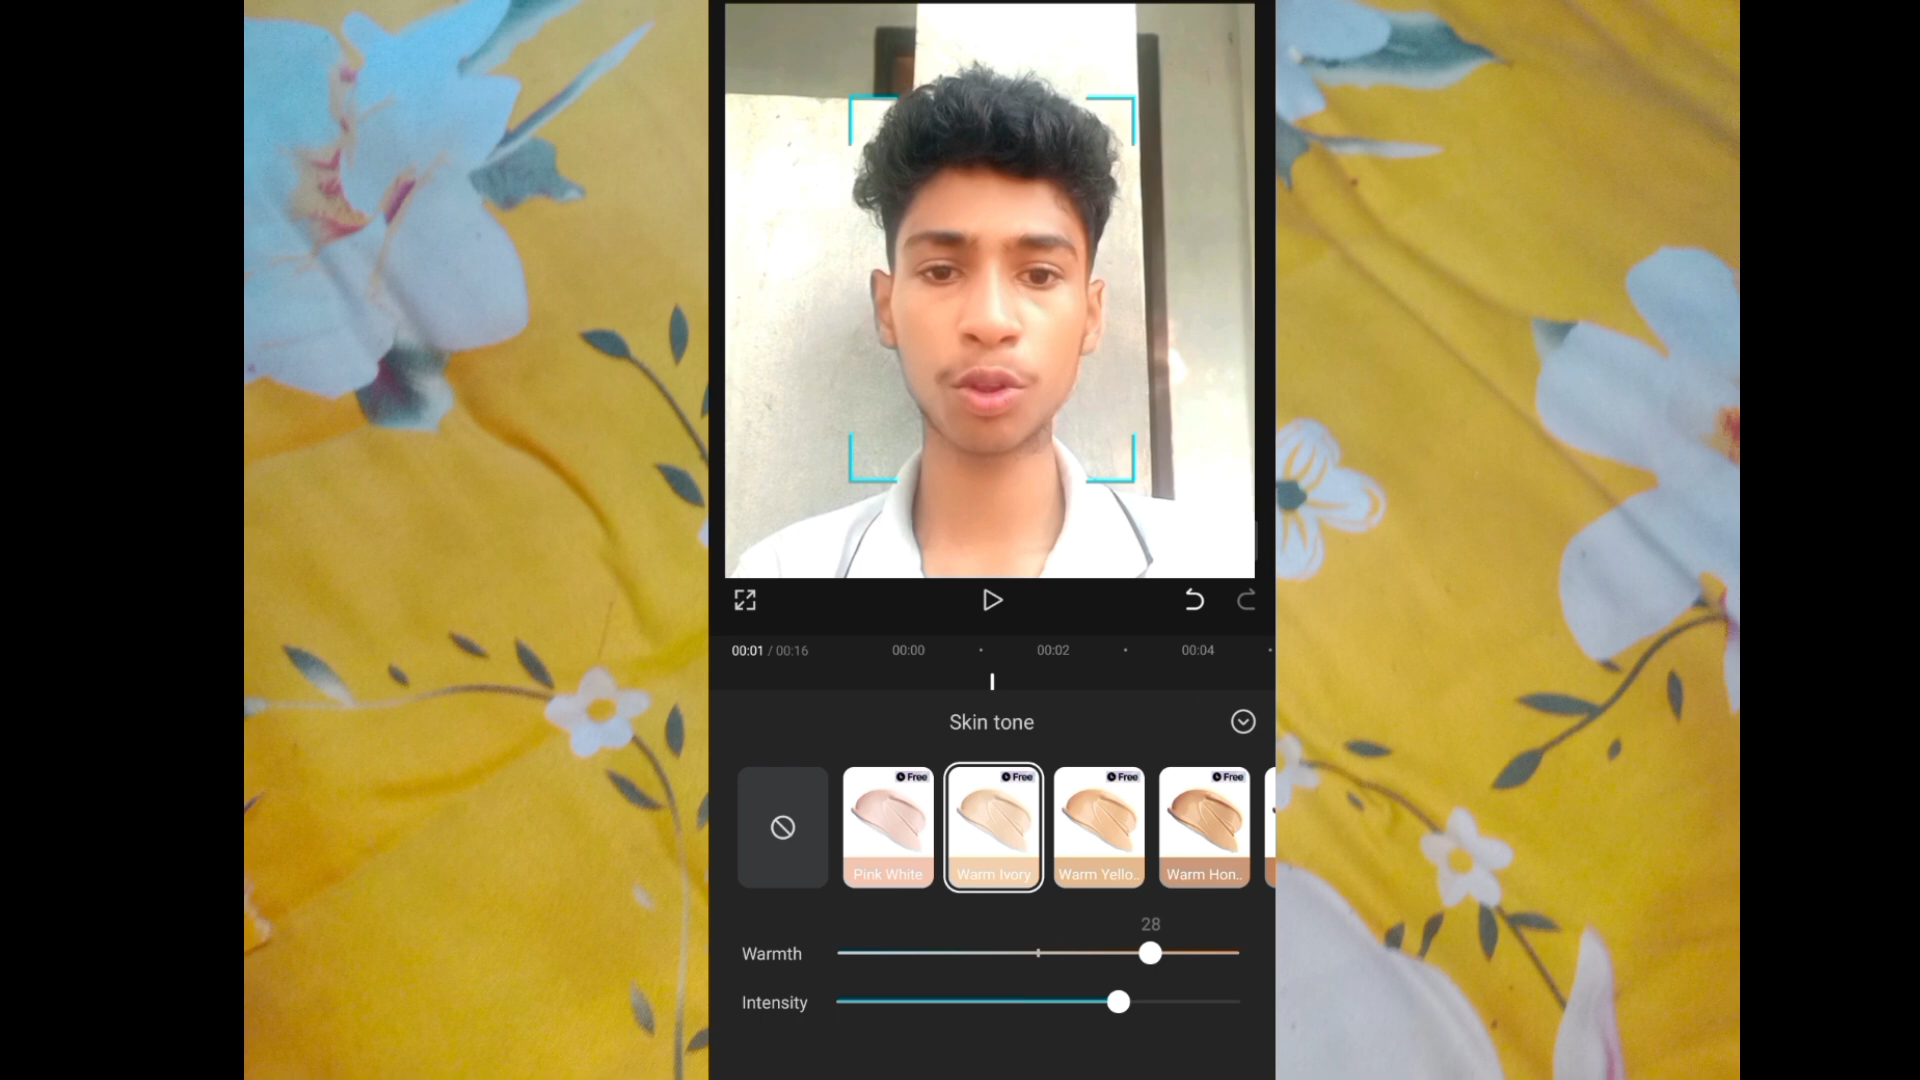 00:01 / 00:16 00:00 00:02 00:04
Skin tone
Free Free Free Free
Pink White Warm Ivory Warm Yello.. Warm Hon..
28
Warmth
Intensity